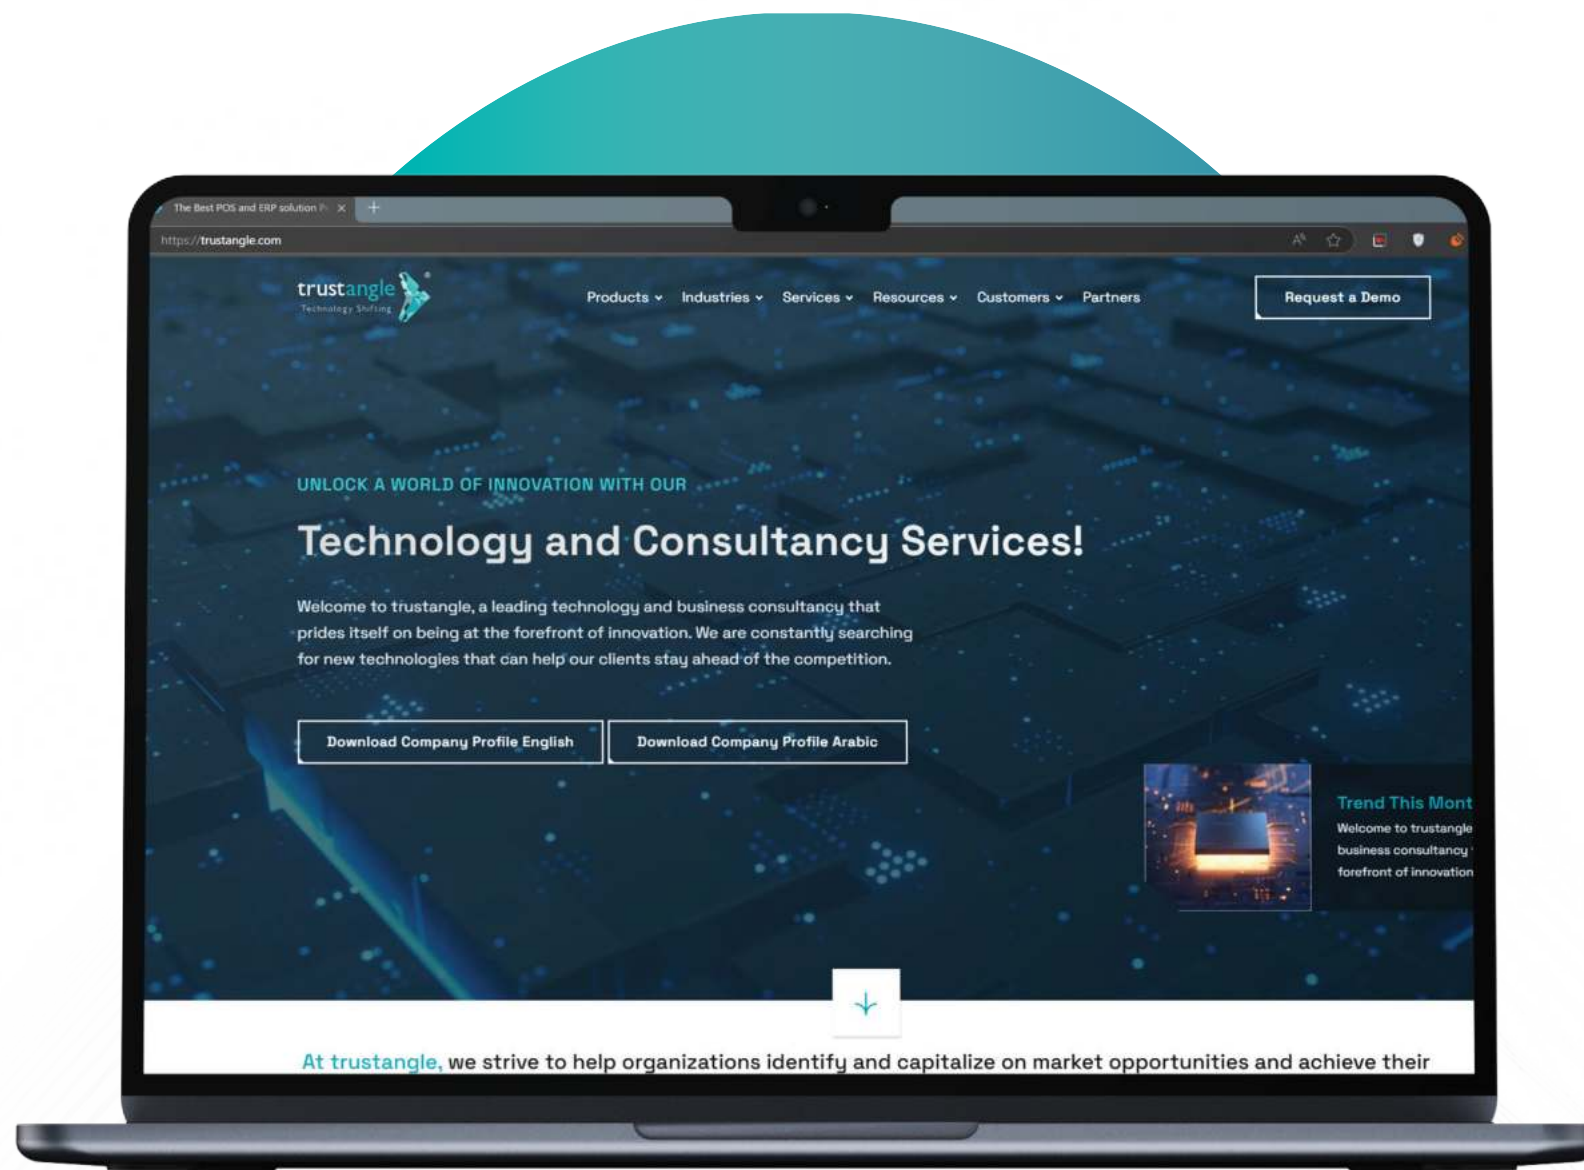 The Best POS and ERP solution
https://trustangle.com
trustangle
Technology Shifting
Products
Industries
Services
Resources
Customers
Partners
Request a Demo
UNLOCK A WORLD OF INNOVATION WITH OUR
Technology and Consultancy Services!
Welcome to trustangle, a leading technology and business consultancy that
prides itself on being at the forefront of innovation. We are constantly searching
for new technologies that can help our clients stay ahead of the competition.
Download Company Profile English
Download Company Profile Arabic
Trend This Mont
Welcome to trustangle
business consultancy
forefront of innovation
At trustangle, we strive to help organizations identify and capitalize on market opportunities and achieve their